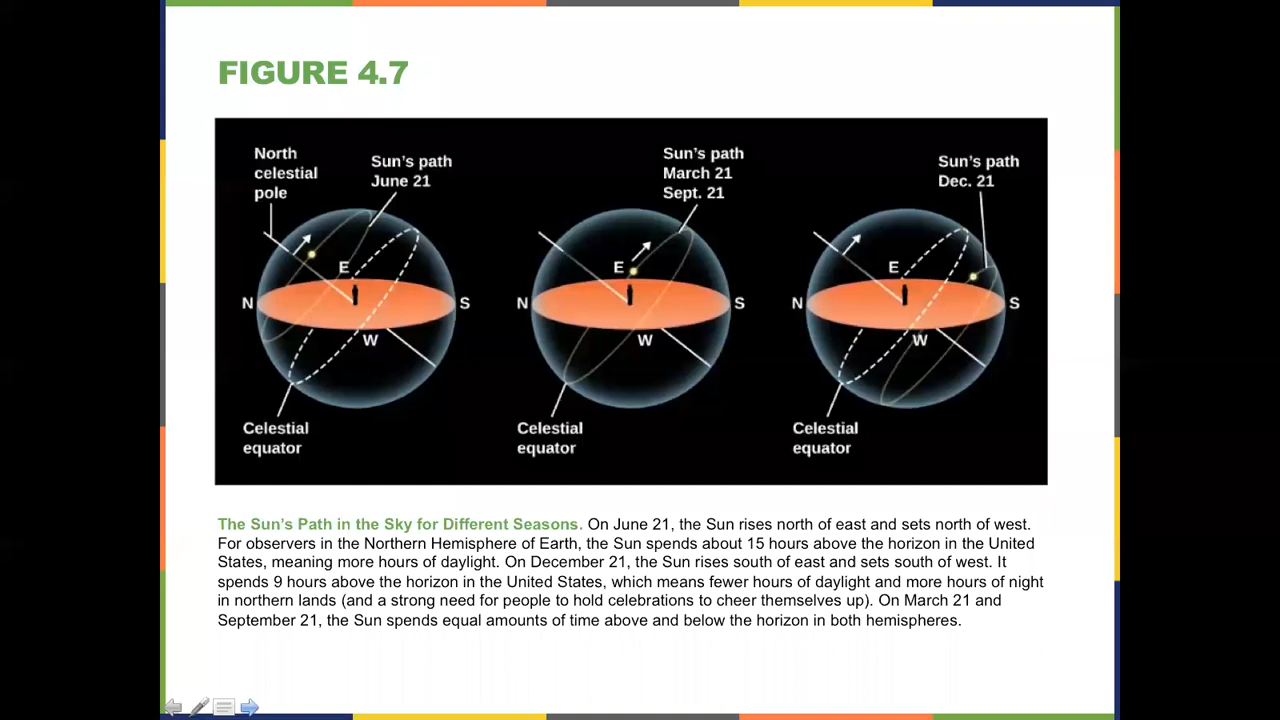 FIGURE 4.7
North
celestial
pole
Sun's path
June 21
E
N
S
W
Celestial
equator
Sun's path
March 21
Sept. 21
E
N
S
W
Celestial
equator
Sun's path
Dec. 21
E
N
S
W
Celestial
equator
The Sun's Path in the Sky for Different Seasons. On June 21, the Sun rises north of east and sets north of west.
For observers in the Northern Hemisphere of Earth, the Sun spends about 15 hours above the horizon in the United
States, meaning more hours of daylight. On December 21, the Sun rises south of east and sets south of west. It
spends 9 hours above the horizon in the United States, which means fewer hours of daylight and more hours of night
in northern lands (and a strong need for people to hold celebrations to cheer themselves up). On March 21 and
September 21, the Sun spends equal amounts of time above and below the horizon in both hemispheres.